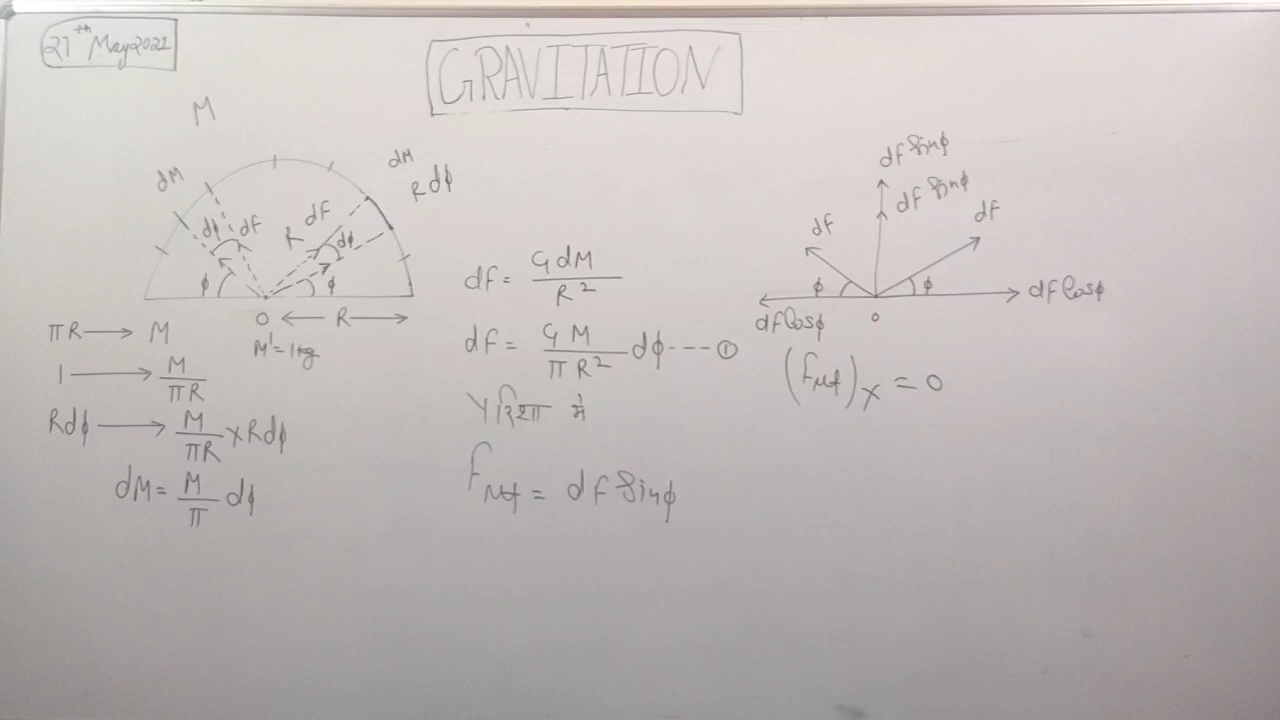 27th May 2021
GRAVITATION
M
dM
dϕ
dF
R
dF
dϕ
dM
Rdϕ
ϕ
ϕ
O
R
M' = 1kg
πR → M
1 → M/πR
Rdϕ → M/πR × Rdϕ
dM = M/π dϕ
dF = GdM/R²
dF = GM/πR² dϕ ---- ①
Y दिशा मे
Fnet = dF Sinϕ
dF Sinϕ
dF Sinϕ
dF
dF
ϕ
ϕ
dF Cosϕ
dF Cosϕ
o
(Fnet)x = 0